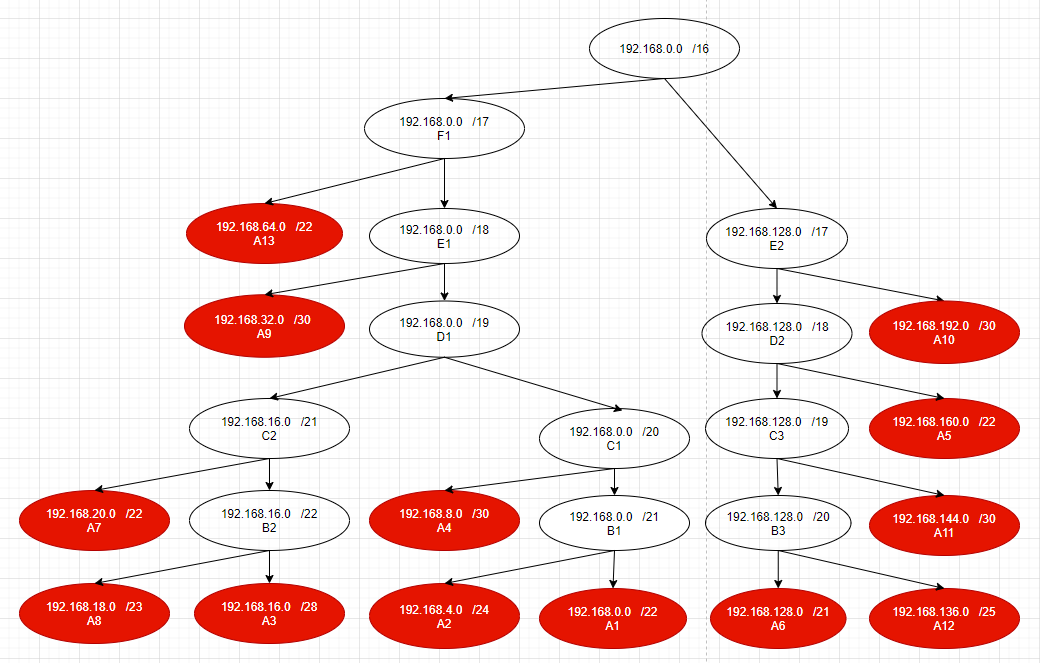 192.168.0.0 /16
192.168.0.0 /17
F1
192.168.64.0 /22
A13
192.168.0.0 /18
E1
192.168.128.0 /17
E2
192.168.32.0 /30
A9
192.168.0.0 /19
D1
192.168.128.0 /18
D2
192.168.192.0 /30
A10
192.168.16.0 /21
C2
192.168.0.0 /20
C1
192.168.128.0 /19
C3
192.168.160.0 /22
A5
192.168.20.0 /22
A7
192.168.16.0 /22
B2
192.168.8.0 /30
A4
192.168.0.0 /21
B1
192.168.128.0 /20
B3
192.168.144.0 /30
A11
192.168.18.0 /23
A8
192.168.16.0 /28
A3
192.168.4.0 /24
A2
192.168.0.0 /22
A1
192.168.128.0 /21
A6
192.168.136.0 /25
A12